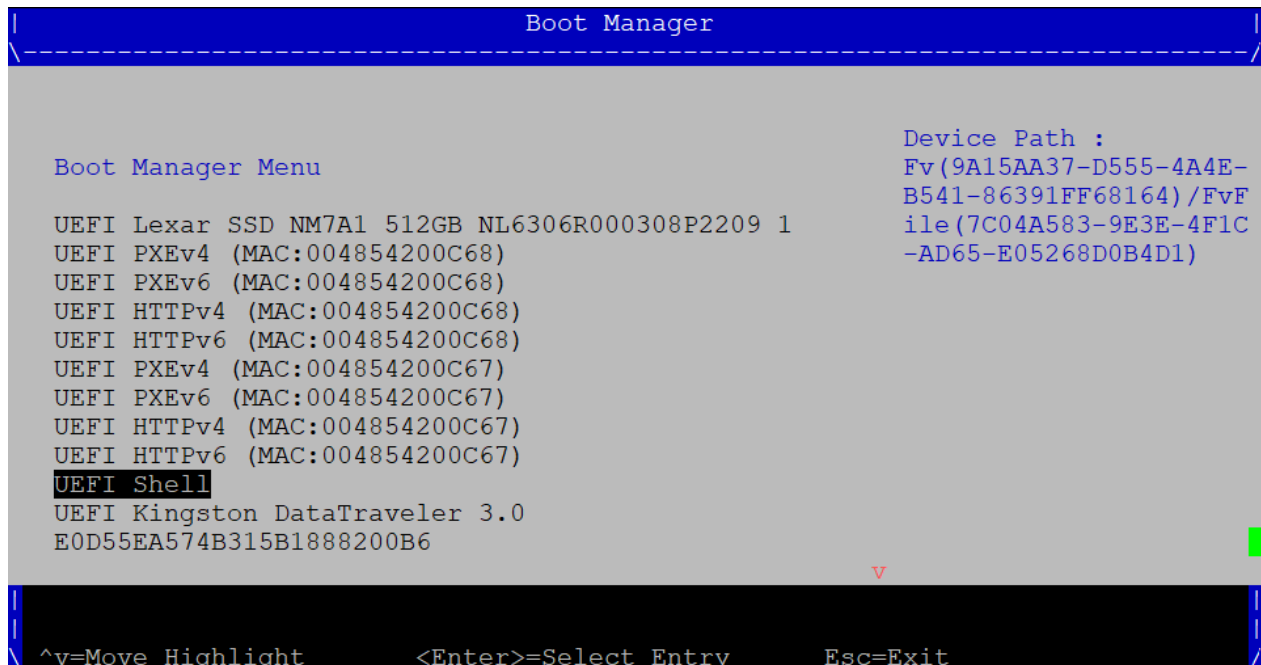 Boot Manager
Device Path :
Boot Manager Menu
Fv(9A15AA37-D555-4A4E-
B541-86391FF68164)/FvF
UEFI Lexar SSD NM7A1 512GB NL6306R000308P2209 1
ile(7C04A583-9E3E-4F1C
UEFI PXEv4 (MAC:004854200C68)
-AD65-E05268D0B4D1)
UEFI PXEv6 (MAC:004854200C68)
UEFI HTTPv4 (MAC:004854200C68)
UEFI HTTPv6 (MAC:004854200C68)
UEFI PXEv4 (MAC:004854200C67)
UEFI PXEv6 (MAC:004854200C67)
UEFI HTTPv4 (MAC:004854200C67)
UEFI HTTPv6 (MAC:004854200C67)
UEFI Shell
UEFI Kingston DataTraveler 3.0
E0D55EA574B315B1888200B6
v
^v=Move Highlight <Enter>=Select Entry Esc=Exit